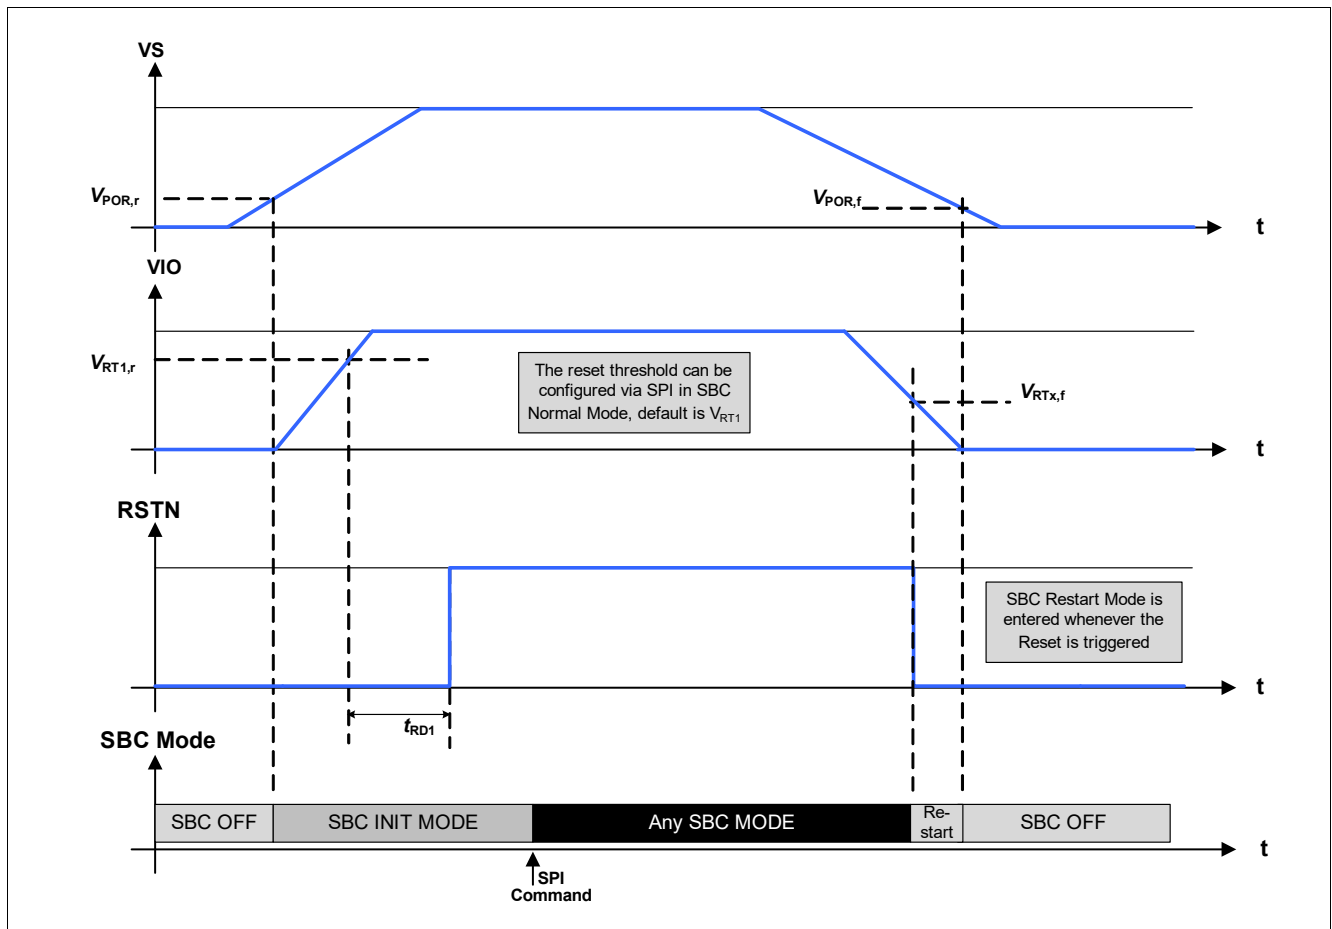 VS
VPOR,r
VPOR,f
t
VIO
VRT1,r
The reset threshold can be
configured via SPI in SBC
Normal Mode, default is VRT1
VRTx,f
t
RSTN
SBC Restart Mode is
entered whenever the
Reset is triggered
t
tRD1
SBC Mode
SBC OFF
SBC INIT MODE
Any SBC MODE
Re-
start
SBC OFF
t
SPI
Command